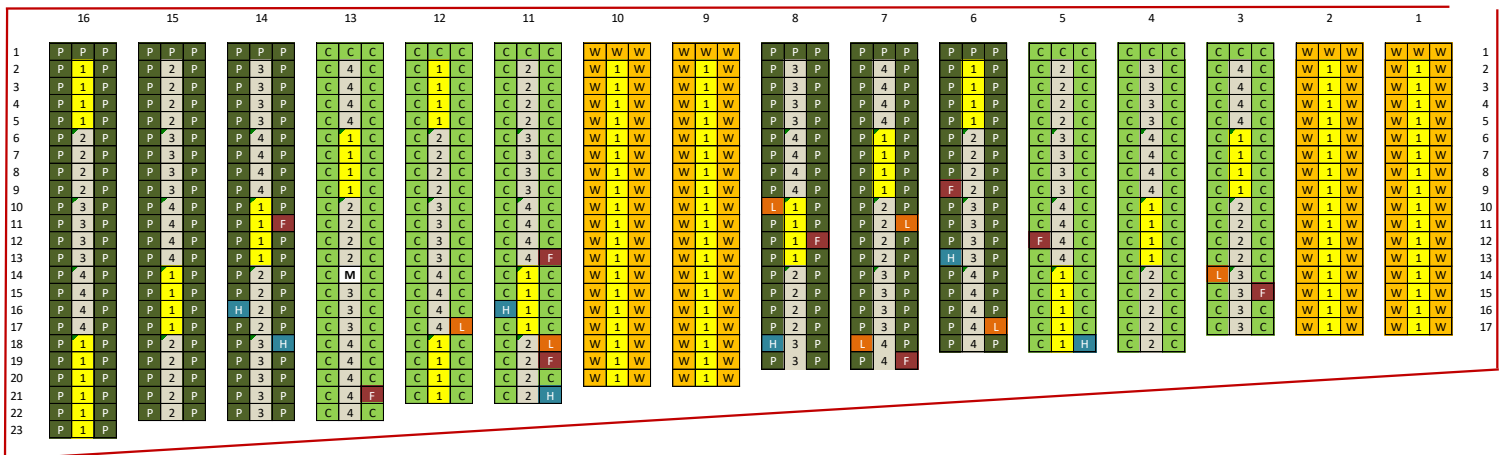 16 15 14 13 12 11 10 9 8 7 6 5 4 3 2 1
1 P P P P P P P P P C C C C C C C C C W W W W W W P P P P P P P P P C C C C C C C C C W W W W W W 1
2 P 1 P P 2 P P 3 P C 4 C C 1 C C 2 C W 1 W W 1 W P 3 P P 4 P P 1 P C 2 C C 3 C C 4 C W 1 W W 1 W 2
3 P 1 P P 2 P P 3 P C 4 C C 1 C C 2 C W 1 W W 1 W P 3 P P 4 P P 1 P C 2 C C 3 C C 4 C W 1 W W 1 W 3
4 P 1 P P 2 P P 3 P C 4 C C 1 C C 2 C W 1 W W 1 W P 3 P P 4 P P 1 P C 2 C C 3 C C 4 C W 1 W W 1 W 4
5 P 1 P P 2 P P 3 P C 4 C C 1 C C 2 C W 1 W W 1 W P 3 P P 4 P P 1 P C 2 C C 3 C C 4 C W 1 W W 1 W 5
6 P 2 P P 3 P P 4 P C 1 C C 2 C C 3 C W 1 W W 1 W P 4 P P 1 P P 2 P C 3 C C 4 C C 1 C W 1 W W 1 W 6
7 P 2 P P 3 P P 4 P C 1 C C 2 C C 3 C W 1 W W 1 W P 4 P P 1 P P 2 P C 3 C C 4 C C 1 C W 1 W W 1 W 7
8 P 2 P P 3 P P 4 P C 1 C C 2 C C 3 C W 1 W W 1 W P 4 P P 1 P P 2 P C 3 C C 4 C C 1 C W 1 W W 1 W 8
9 P 2 P P 3 P P 4 P C 1 C C 2 C C 3 C W 1 W W 1 W P 4 P P 1 P F 2 P C 3 C C 4 C C 1 C W 1 W W 1 W 9
10 P 3 P P 4 P P 1 P C 2 C C 3 C C 4 C W 1 W W 1 W L 1 P P 2 P P 3 P C 4 C C 1 C C 2 C W 1 W W 1 W 10
11 P 3 P P 4 P P 1 F C 2 C C 3 C C 4 C W 1 W W 1 W P 1 P P 2 L P 3 P C 4 C C 1 C C 2 C W 1 W W 1 W 11
12 P 3 P P 4 P P 1 P C 2 C C 3 C C 4 C W 1 W W 1 W P 1 F P 2 P P 3 P F 4 C C 1 C C 2 C W 1 W W 1 W 12
13 P 3 P P 4 P P 1 P C 2 C C 3 C C 4 F W 1 W W 1 W P 1 P P 2 P H 3 P C 4 C C 1 C C 2 C W 1 W W 1 W 13
14 P 4 P P 1 P P 2 P C M C C 4 C C 1 C W 1 W W 1 W P 2 P P 3 P P 4 P C 1 C C 2 C L 3 C W 1 W W 1 W 14
15 P 4 P P 1 P P 2 P C 3 C C 4 C C 1 C W 1 W W 1 W P 2 P P 3 P P 4 P C 1 C C 2 C C 3 F W 1 W W 1 W 15
16 P 4 P P 1 P H 2 P C 3 C C 4 C H 1 C W 1 W W 1 W P 2 P P 3 P P 4 P C 1 C C 2 C C 3 C W 1 W W 1 W 16
17 P 4 P P 1 P P 2 P C 3 C C 4 L C 1 C W 1 W W 1 W P 2 P P 3 P P 4 L C 1 C C 2 C C 3 C W 1 W W 1 W 17
18 P 1 P P 2 P P 3 H C 4 C C 1 C C 2 L W 1 W W 1 W H 3 P L 4 P P 4 P C 1 H C 2 C
19 P 1 P P 2 P P 3 P C 4 C C 1 C C 2 F W 1 W W 1 W P 3 P P 4 F
20 P 1 P P 2 P P 3 P C 4 C C 1 C C 2 C W 1 W W 1 W
21 P 1 P P 2 P P 3 P C 4 F C 1 C C 2 H
22 P 1 P P 2 P P 3 P C 4 C
23 P 1 P